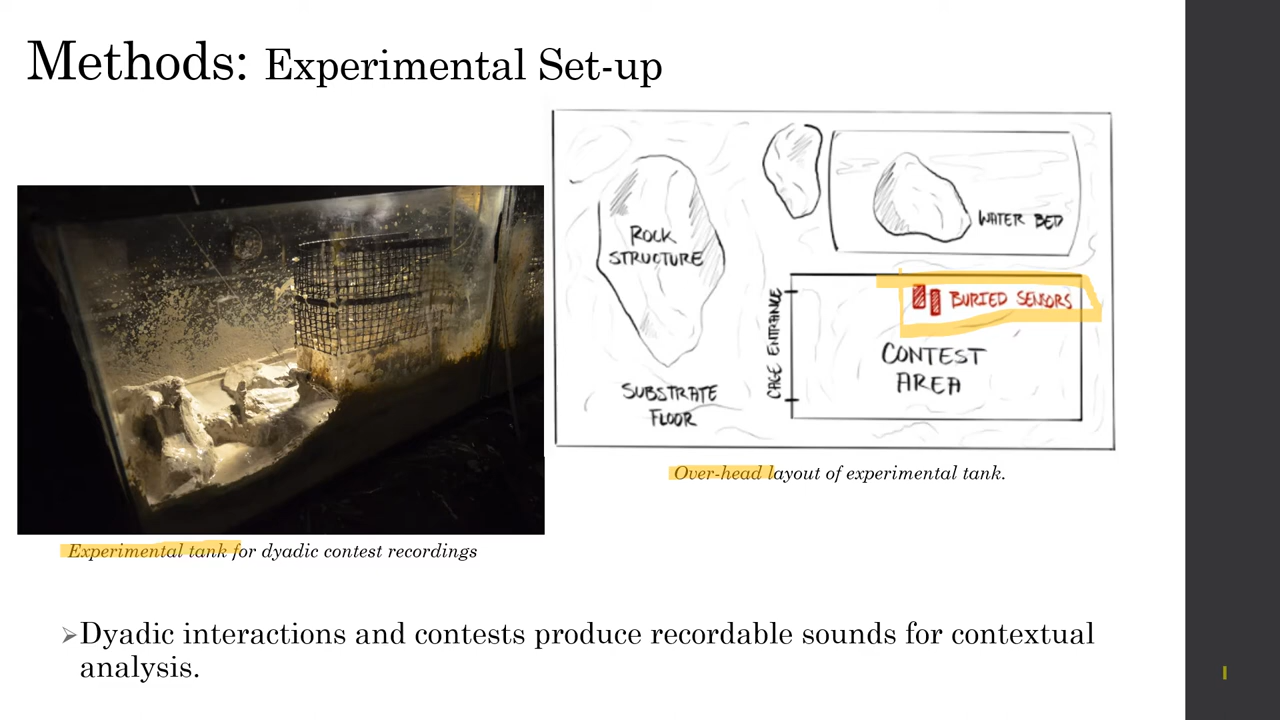 Methods: Experimental Set-up
ROCK
STRUCTURE
WATER BED
BURIED SENSORS
CAGE ENTRANCE
CONTEST
AREA
SUBSTRATE
FLOOR
Over-head layout of experimental tank.
Experimental tank for dyadic contest recordings
Dyadic interactions and contests produce recordable sounds for contextual
analysis.